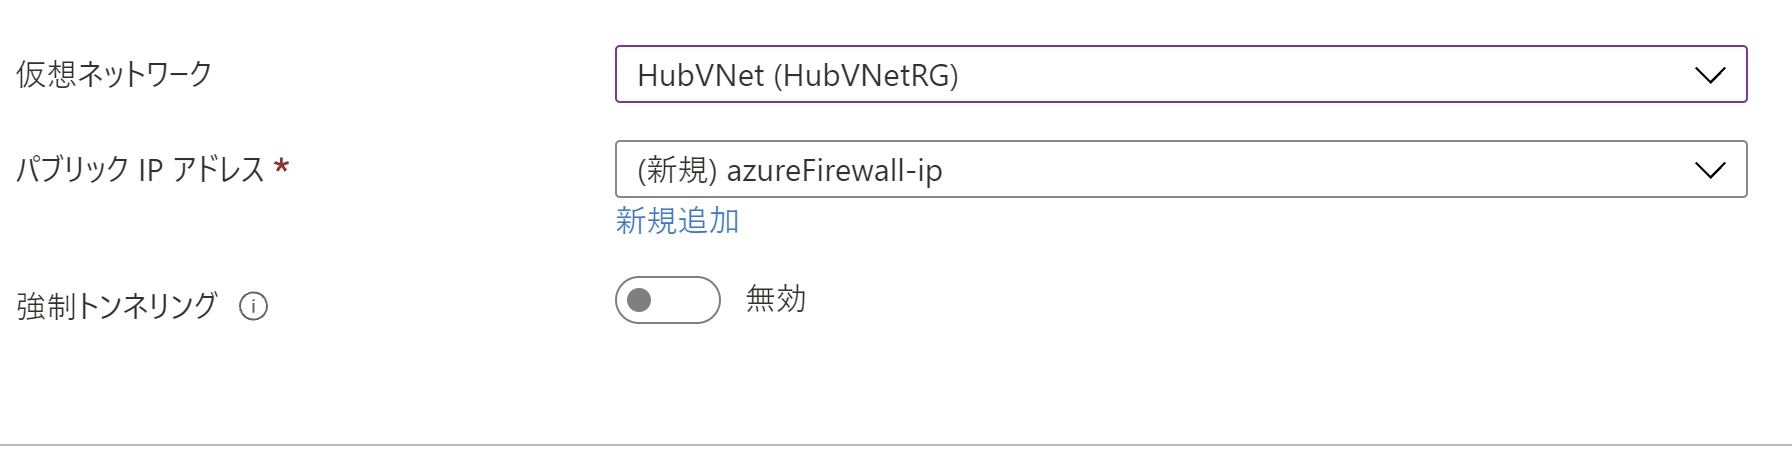 仮想ネットワーク
HubVNet (HubVNetRG)
パブリック IP アドレス *
(新規) azureFirewall-ip
新規追加
強制トンネリング
無効